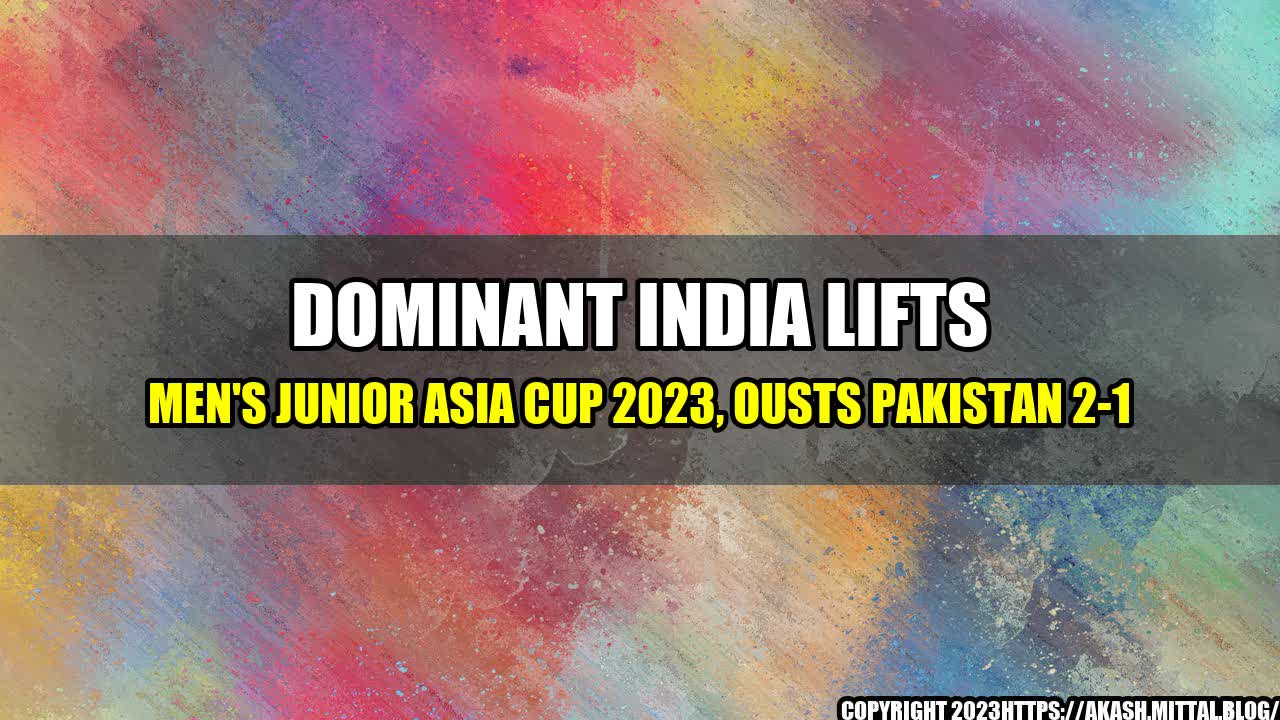 DOMINANT INDIA LIFTS
MEN'S JUNIOR ASIA CUP 2023, OUSTS PAKISTAN 2-1
COPYRIGHT 2023HTTPS://AKASH.MITTAL.BLOG/